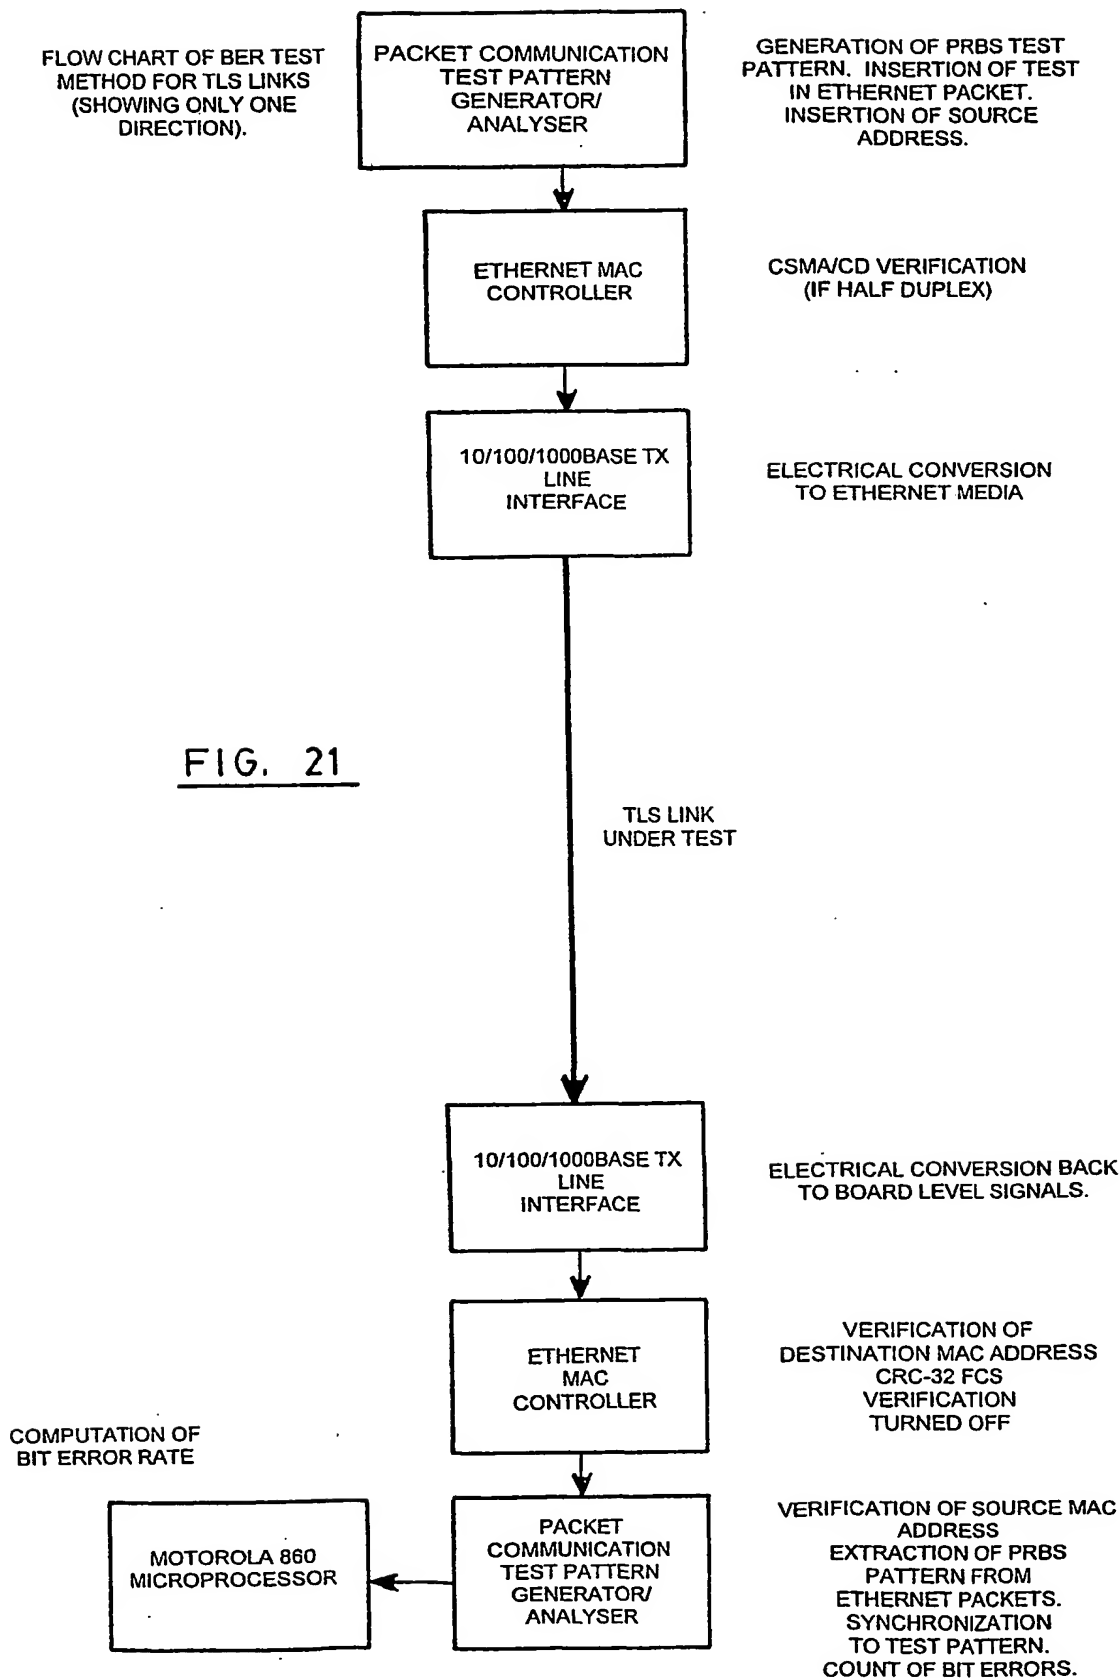 FLOW CHART OF BER TEST
METHOD FOR TLS LINKS
(SHOWING ONLY ONE
DIRECTION).
PACKET COMMUNICATION
TEST PATTERN
GENERATOR/
ANALYSER
GENERATION OF PRBS TEST
PATTERN. INSERTION OF TEST
IN ETHERNET PACKET.
INSERTION OF SOURCE
ADDRESS.
ETHERNET MAC
CONTROLLER
CSMA/CD VERIFICATION
(IF HALF DUPLEX)
10/100/1000BASE TX
LINE
INTERFACE
ELECTRICAL CONVERSION
TO ETHERNET MEDIA
FIG. 21
TLS LINK
UNDER TEST
10/100/1000BASE TX
LINE
INTERFACE
ELECTRICAL CONVERSION BACK
TO BOARD LEVEL SIGNALS.
ETHERNET
MAC
CONTROLLER
VERIFICATION OF
DESTINATION MAC ADDRESS
CRC-32 FCS
VERIFICATION
TURNED OFF
COMPUTATION OF
BIT ERROR RATE
MOTOROLA 860
MICROPROCESSOR
PACKET
COMMUNICATION
TEST PATTERN
GENERATOR/
ANALYSER
VERIFICATION OF SOURCE MAC
ADDRESS
EXTRACTION OF PRBS
PATTERN FROM
ETHERNET PACKETS.
SYNCHRONIZATION
TO TEST PATTERN.
COUNT OF BIT ERRORS.